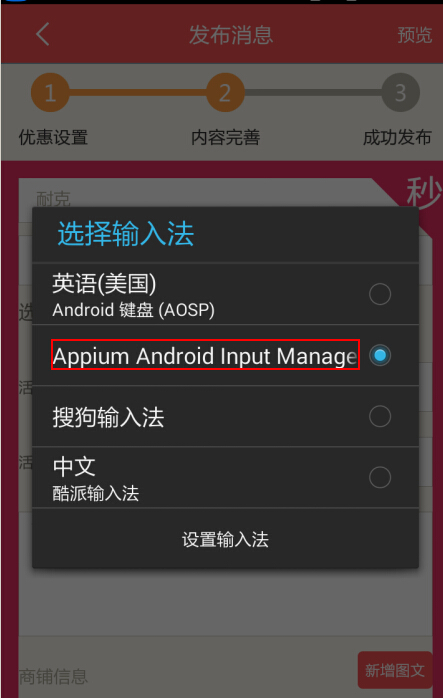 发布消息
预览
1
2
3
优惠设置
内容完善
成功发布
耐克
秒
选择输入法
英语(美国)
Android 键盘 (AOSP)
Appium Android Input Manage
搜狗输入法
中文
酷派输入法
设置输入法
选
活
活
商铺信息
新增图文